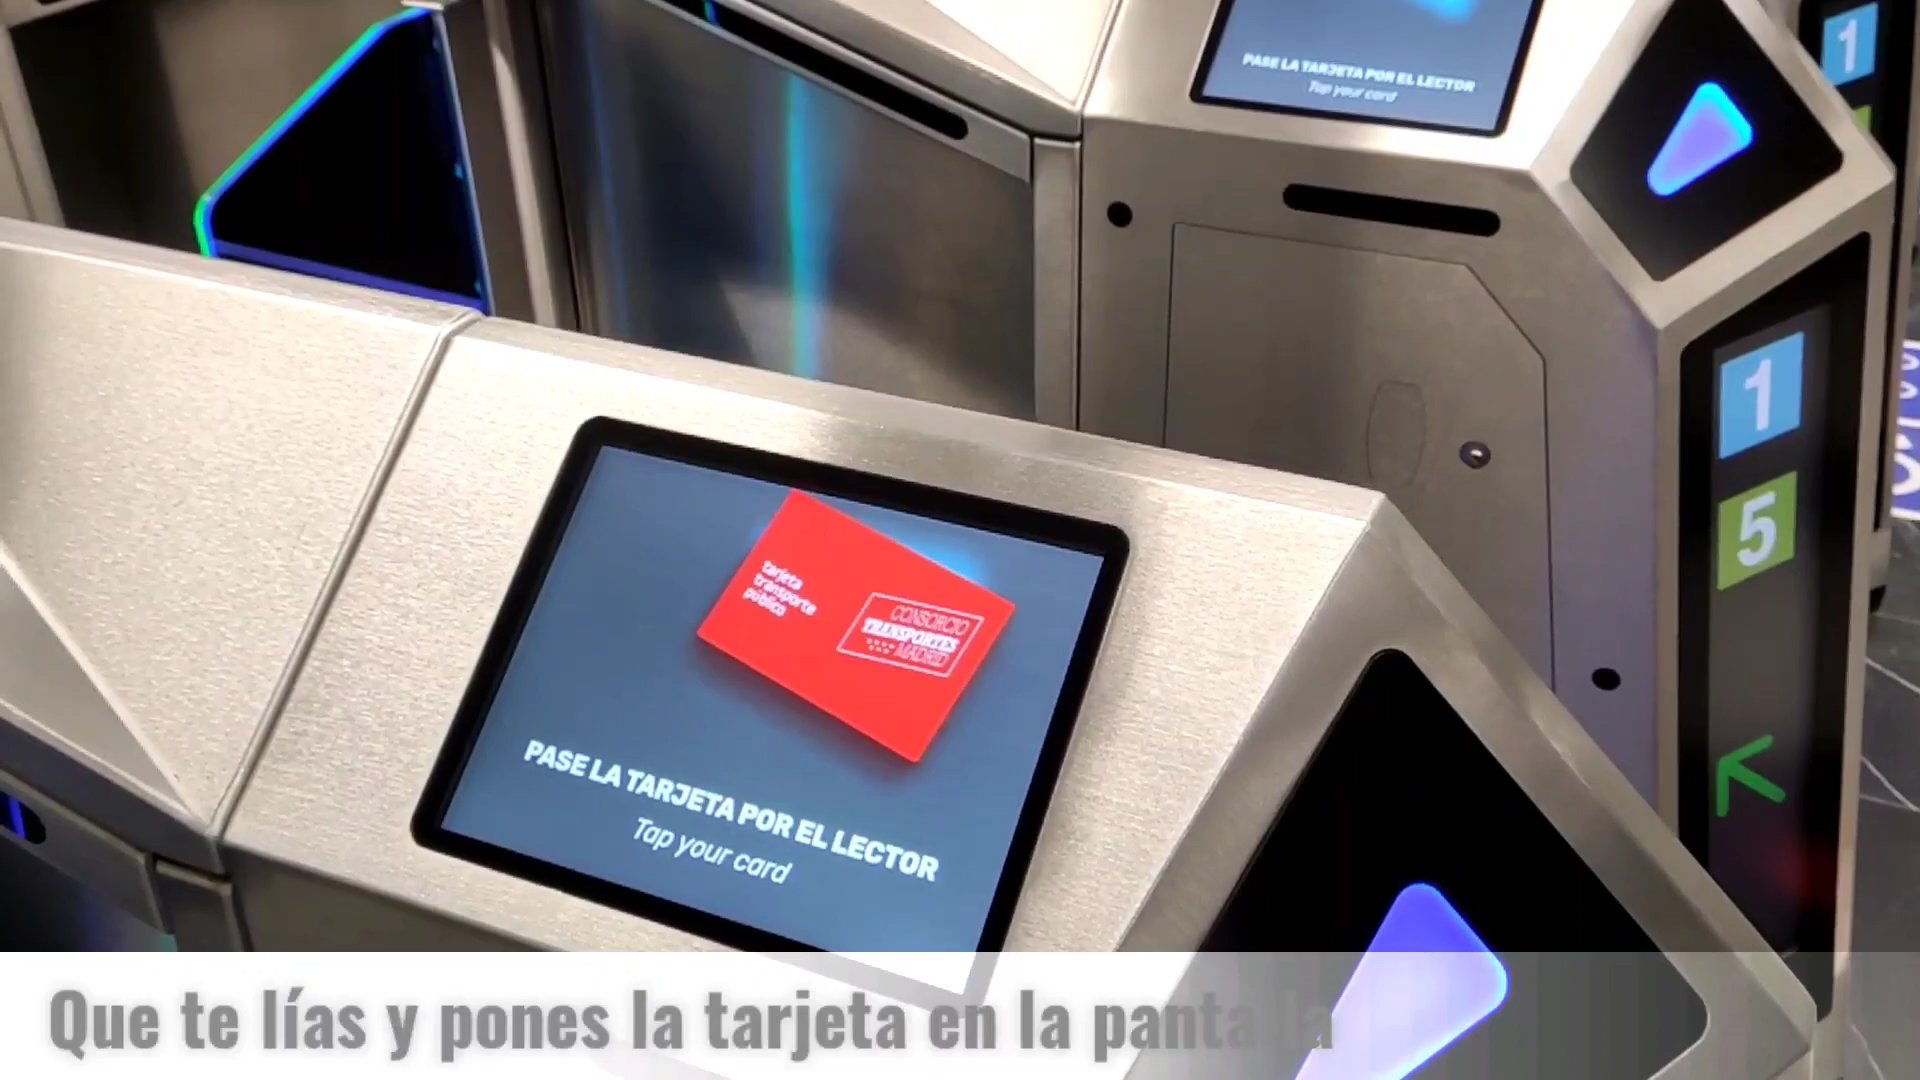 PASE LA TARJETA POR EL LECTOR
Tap your card
1
1
5
tarjeta
transporte
público
CONSORCIO
TRANSPORTES
MADRID
PASE LA TARJETA POR EL LECTOR
Tap your card
Que te lías y pones la tarjeta en la pantalla